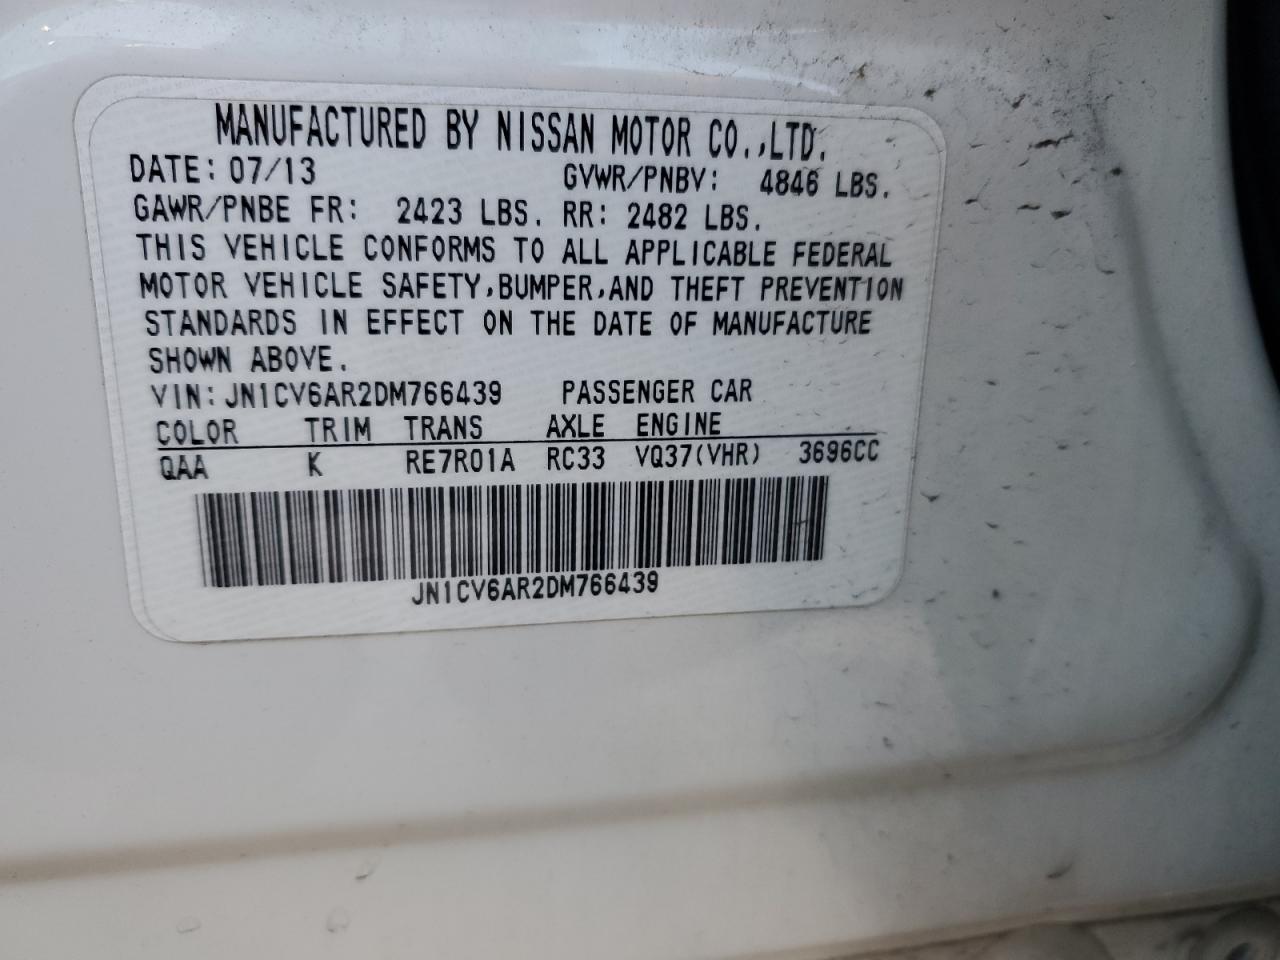 MANUFACTURED BY NISSAN MOTOR CO.,LTD.
DATE: 07/13 GVWR/PNBV: 4846 LBS.
GAWR/PNBE FR: 2423 LBS. RR: 2482 LBS.
THIS VEHICLE CONFORMS TO ALL APPLICABLE FEDERAL
MOTOR VEHICLE SAFETY,BUMPER,AND THEFT PREVENTION
STANDARDS IN EFFECT ON THE DATE OF MANUFACTURE
SHOWN ABOVE.
VIN: JN1CV6AR2DM766439 PASSENGER CAR
COLOR TRIM TRANS AXLE ENGINE
QAA K RE7R01A RC33 VQ37(VHR) 3696CC
JN1CV6AR2DM766439